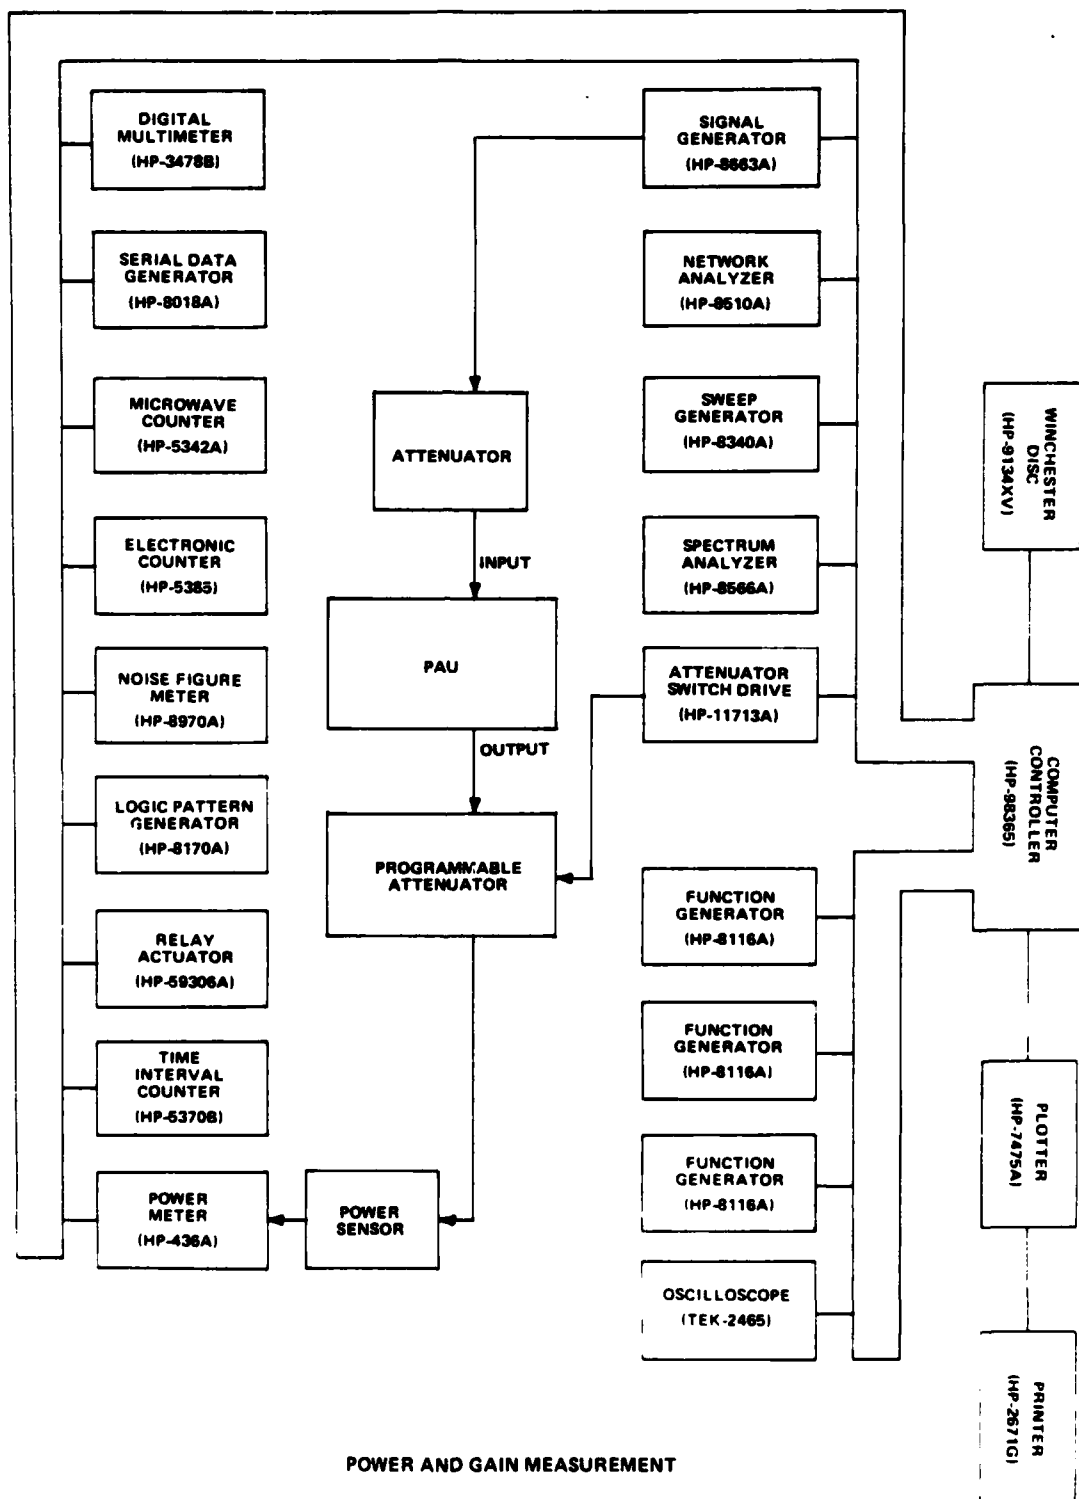 DIGITAL
MULTIMETER
(HP-3478B)
SERIAL DATA
GENERATOR
(HP-8018A)
MICROWAVE
COUNTER
(HP-5342A)
ELECTRONIC
COUNTER
(HP-5385)
NOISE FIGURE
METER
(HP-8970A)
LOGIC PATTERN
GENERATOR
(HP-8170A)
RELAY
ACTUATOR
(HP-59306A)
TIME
INTERVAL
COUNTER
(HP-5370B)
POWER
METER
(HP-436A)
POWER
SENSOR
ATTENUATOR
INPUT
PAU
OUTPUT
PROGRAMMABLE
ATTENUATOR
SIGNAL
GENERATOR
(HP-8663A)
NETWORK
ANALYZER
(HP-8510A)
SWEEP
GENERATOR
(HP-8340A)
SPECTRUM
ANALYZER
(HP-8566A)
ATTENUATOR
SWITCH DRIVE
(HP-11713A)
FUNCTION
GENERATOR
(HP-8116A)
FUNCTION
GENERATOR
(HP-8116A)
FUNCTION
GENERATOR
(HP-8116A)
OSCILLOSCOPE
(TEK-2465)
WINCHESTER
DISC
(HP-9134XV)
COMPUTER
CONTROLLER
(HP-98365)
PLOTTER
(HP-7475A)
PRINTER
(HP-2671G)
POWER AND GAIN MEASUREMENT